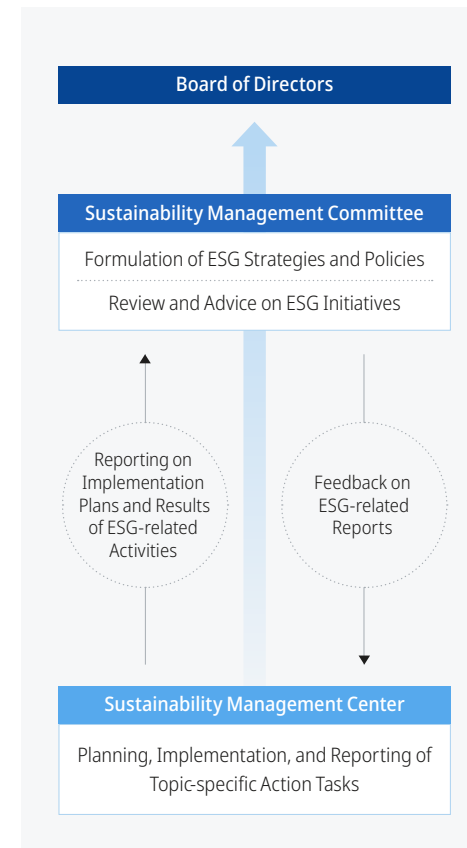 Board of Directors
Sustainability Management Committee
Formulation of ESG Strategies and Policies
Review and Advice on ESG Initiatives
Reporting on
Implementation
Plans and Results
of ESG-related
Activities
Feedback on
ESG-related
Reports
Sustainability Management Center
Planning, Implementation, and Reporting of
Topic-specific Action Tasks